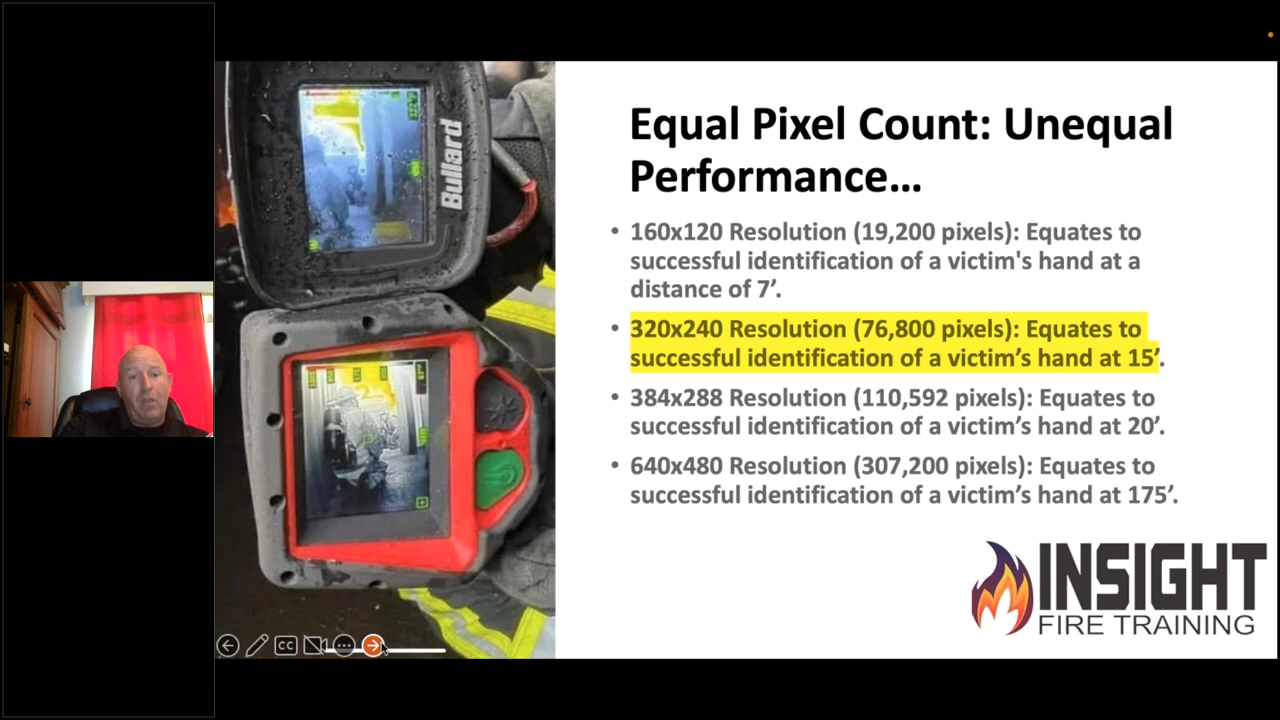 Bullard
Equal Pixel Count: Unequal
Performance...
• 160x120 Resolution (19,200 pixels): Equates to
successful identification of a victim's hand at a
distance of 7’.
• 320x240 Resolution (76,800 pixels): Equates to
successful identification of a victim’s hand at 15’.
• 384x288 Resolution (110,592 pixels): Equates to
successful identification of a victim’s hand at 20’.
• 640x480 Resolution (307,200 pixels): Equates to
successful identification of a victim’s hand at 175’.
INSIGHT
FIRE TRAINING
CC